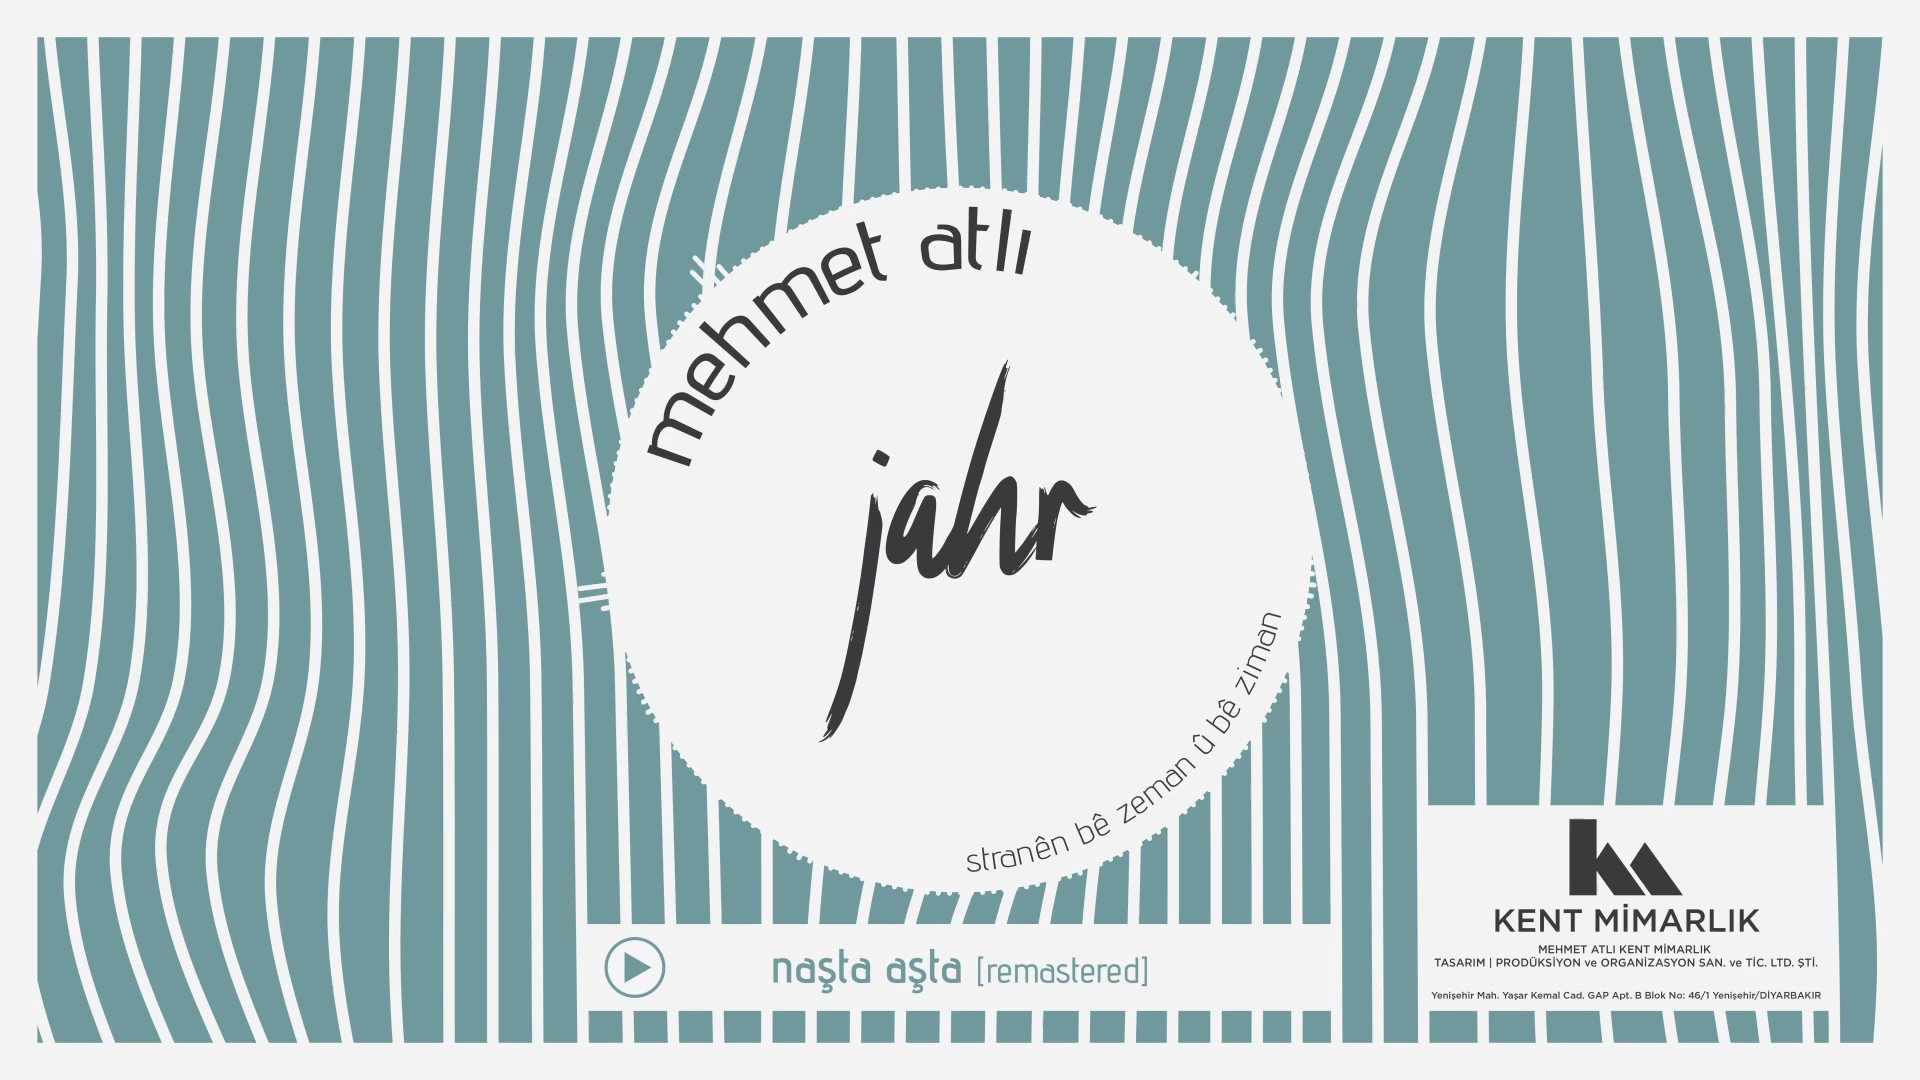 mehmet atlı
jahr
stranên bê zeman û bê ziman
naşta aşta [remastered]
KENT MİMARLIK
MEHMET ATLI KENT MİMARLIK
TASARIM | PRODÜKSİYON ve ORGANİZASYON SAN. ve TİC. LTD. ŞTİ.
Yenişehir Mah. Yaşar Kemal Cad. GAP Apt. B Blok No: 46/1 Yenişehir/DİYARBAKIR